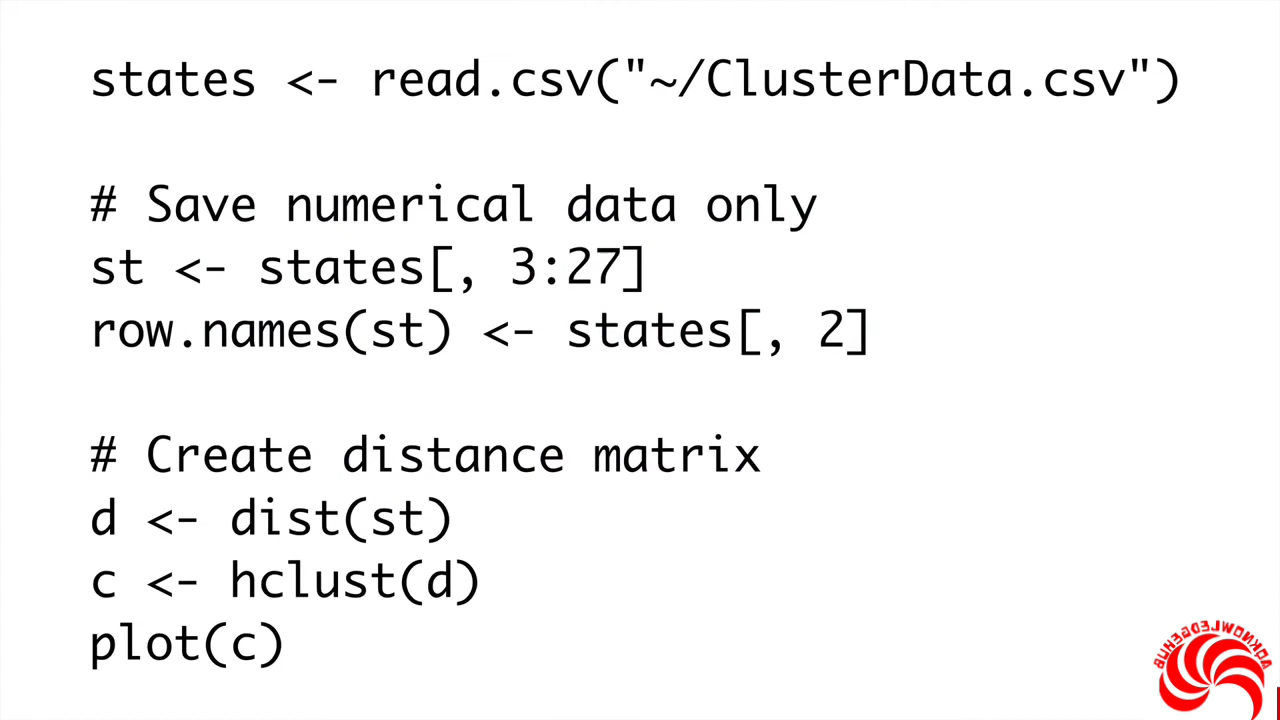 states <- read.csv("~/ClusterData.csv")
# Save numerical data only
st <- states[, 3:27]
row.names(st) <- states[, 2]
# Create distance matrix
d <- dist(st)
c <- hclust(d)
plot(c)